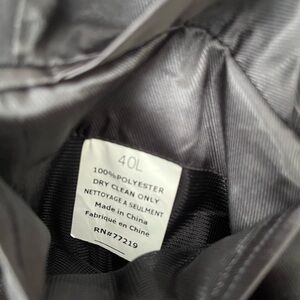 40L
100% POLYESTER
DRY CLEAN ONLY
NETTOYAGE A SEULMENT
Made in China
Fabriqué en Chine
RN#77219